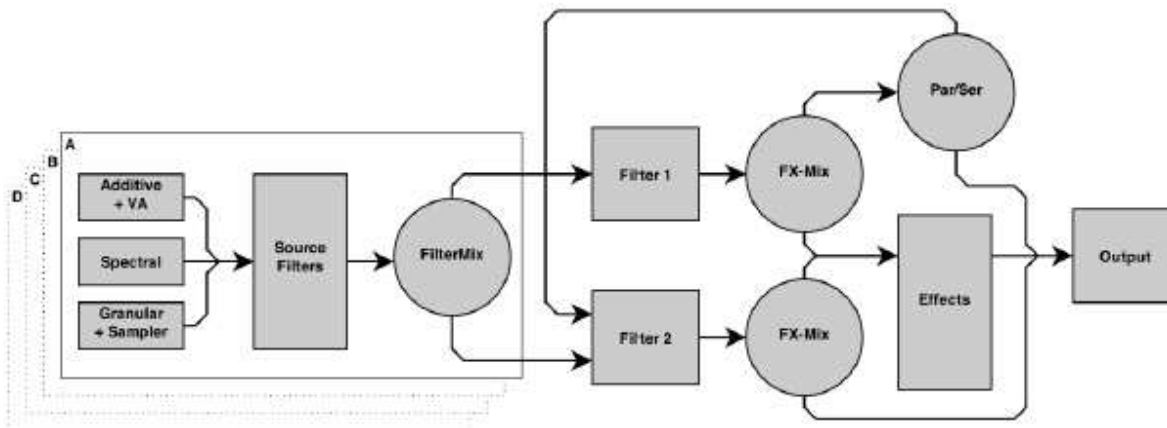 A
B
C
D
Additive
+ VA
Spectral
Granular
+ Sampler
Source
Filters
FilterMix
Filter 1
Filter 2
FX-Mix
FX-Mix
Par/Ser
Effects
Output